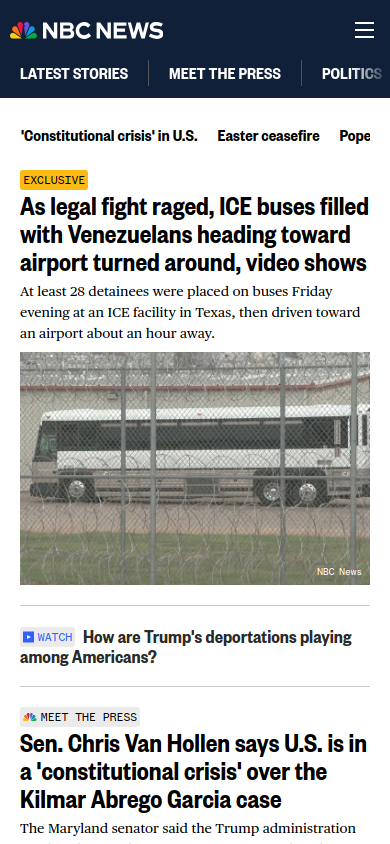 NBC NEWS
LATEST STORIES
MEET THE PRESS
POLITICS
'Constitutional crisis' in U.S.
Easter ceasefire
Pope
EXCLUSIVE
As legal fight raged, ICE buses filled
with Venezuelans heading toward
airport turned around, video shows
At least 28 detainees were placed on buses Friday
evening at an ICE facility in Texas, then driven toward
an airport about an hour away.
NBC News
WATCH How are Trump's deportations playing
among Americans?
MEET THE PRESS
Sen. Chris Van Hollen says U.S. is in
a 'constitutional crisis' over the
Kilmar Abrego Garcia case
The Maryland senator said the Trump administration